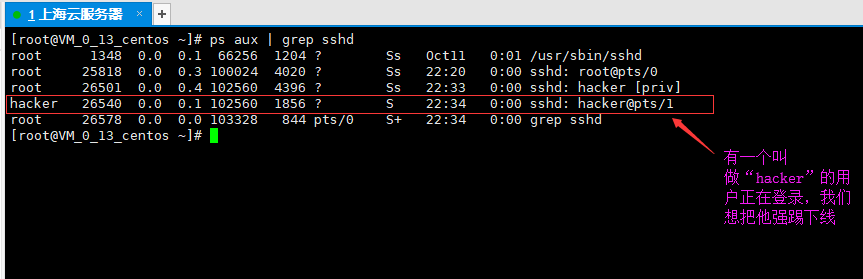 1 上海云服务器
[root@VM_0_13_centos ~]# ps aux | grep sshd
root 1348 0.0 0.1 66256 1204 ? Ss Oct11 0:01 /usr/sbin/sshd
root 25818 0.0 0.3 100024 4020 ? Ss 22:20 0:00 sshd: root@pts/0
root 26501 0.0 0.4 102560 4396 ? Ss 22:33 0:00 sshd: hacker [priv]
hacker 26540 0.0 0.1 102560 1856 ? S 22:34 0:00 sshd: hacker@pts/1
root 26578 0.0 0.0 103328 844 pts/0 S+ 22:34 0:00 grep sshd
[root@VM_0_13_centos ~]#
有一个叫
做“hacker”的用
户正在登录，我们
想把他强踢下线